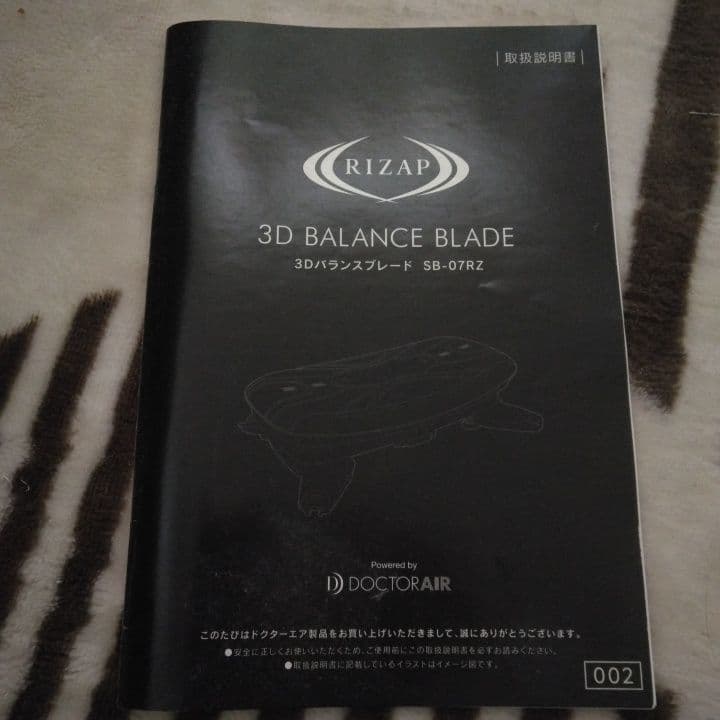 取扱説明書
RIZAP
3D BALANCE BLADE
3Dバランスブレード SB-07RZ
Powered by
DOCTORAIR
このたびはドクターエア製品をお買い上げいただきまして、誠にありがとうございます。
●安全に正しくお使いいただくため、ご使用前にこの取扱説明書を必ずお読みください。
●取扱説明書に記載しているイラストはイメージ図です。
002